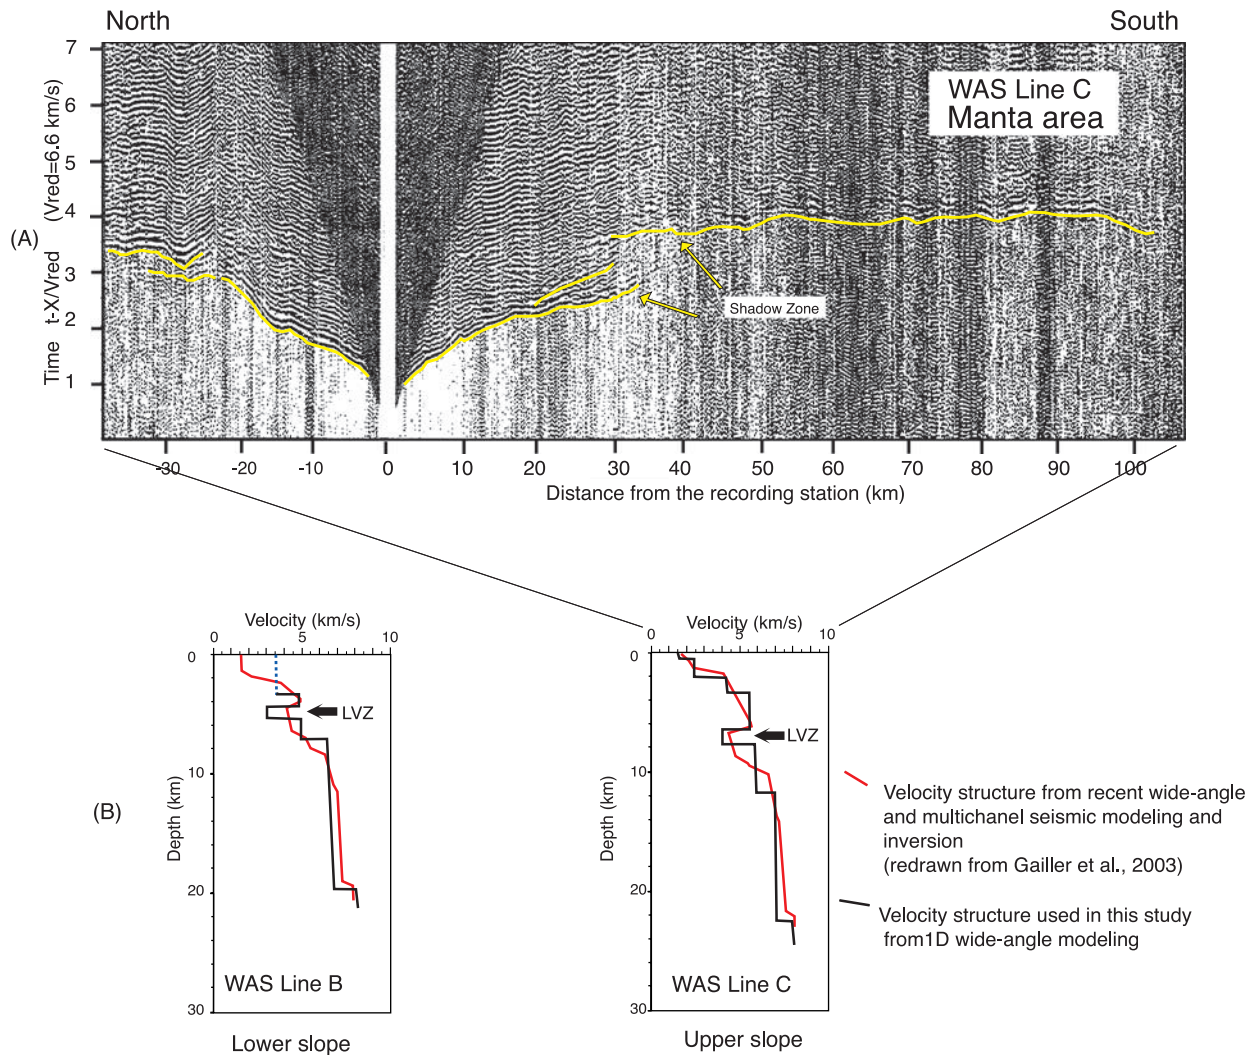 North
South
WAS Line C
Manta area
(A)
Time t-X/Vred (Vred=6.6 km/s)
7
6
5
4
3
2
1
Shadow Zone
-30 -20 -10 0 10 20 30 40 50 60 70 80 90 100
Distance from the recording station (km)
(B)
Velocity (km/s)
0 5 10
Depth (km)
0
10
20
30
LVZ
WAS Line B
Lower slope
Velocity (km/s)
0 5 10
Depth (km)
0
10
20
30
LVZ
WAS Line C
Upper slope
Velocity structure from recent wide-angle
and multichanel seismic modeling and
inversion
(redrawn from Gailler et al., 2003)
Velocity structure used in this study
from1D wide-angle modeling